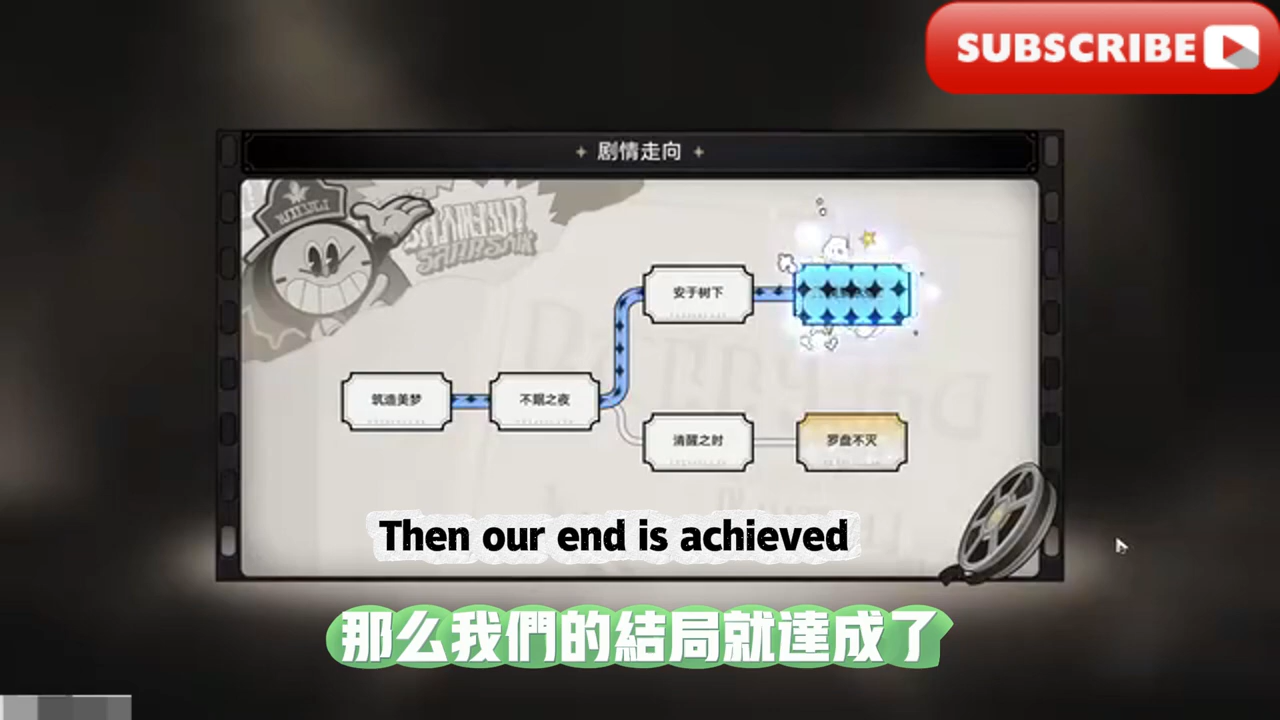 SUBSCRIBE
剧情走向
安于树下
筑造美梦
不眠之夜
清醒之时
罗盘不灭
Then our end is achieved
那么我們的結局就達成了